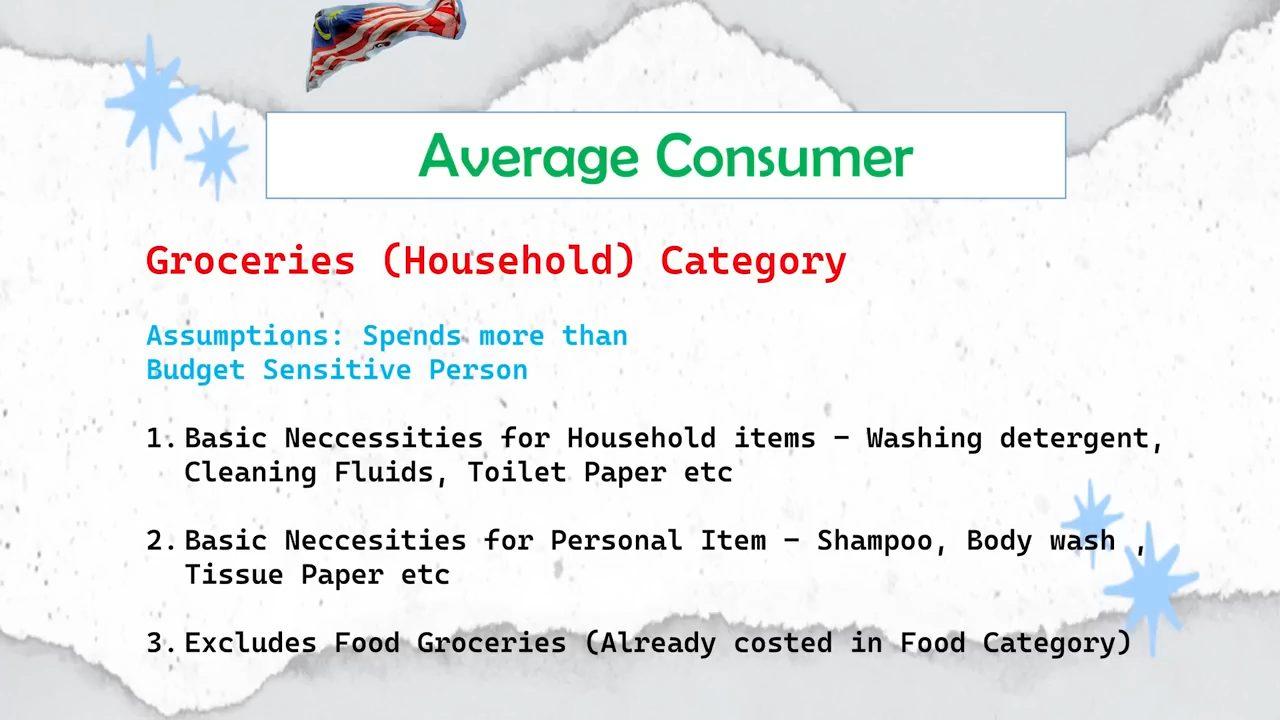 Average Consumer
Groceries (Household) Category
Assumptions: Spends more than
Budget Sensitive Person
1. Basic Neccessities for Household items – Washing detergent,
Cleaning Fluids, Toilet Paper etc
2. Basic Neccesities for Personal Item – Shampoo, Body wash ,
Tissue Paper etc
3. Excludes Food Groceries (Already costed in Food Category)